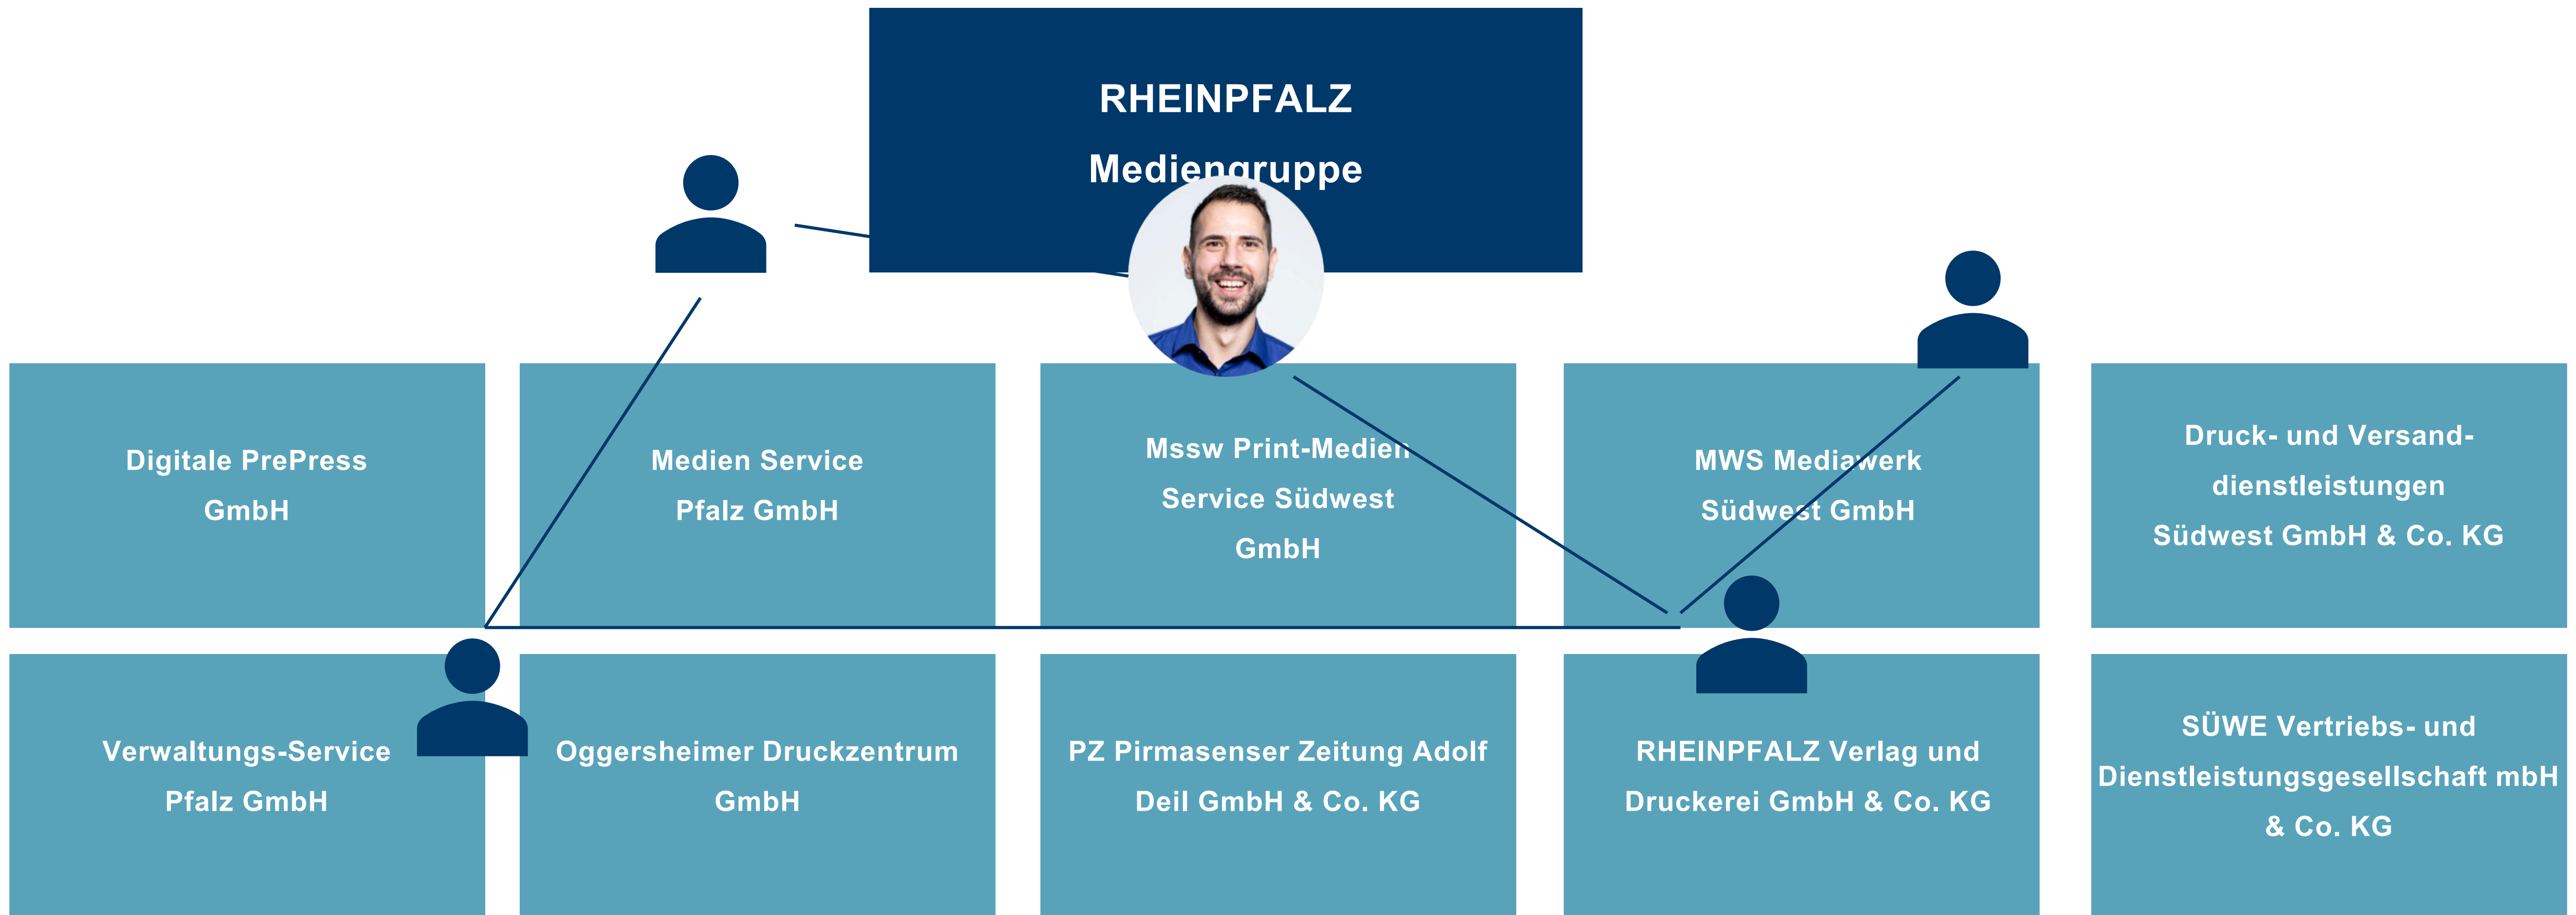 RHEINPFALZ
Mediengruppe
Digitale PrePress
GmbH
Medien Service
Pfalz GmbH
Mssw Print-Medien
Service Südwest
GmbH
MWS Mediawerk
Südwest GmbH
Druck- und Versand-
dienstleistungen
Südwest GmbH & Co. KG
Verwaltungs-Service
Pfalz GmbH
Oggersheimer Druckzentrum
GmbH
PZ Pirmasenser Zeitung Adolf
Deil GmbH & Co. KG
RHEINPFALZ Verlag und
Druckerei GmbH & Co. KG
SÜWE Vertriebs- und
Dienstleistungsgesellschaft mbH
& Co. KG